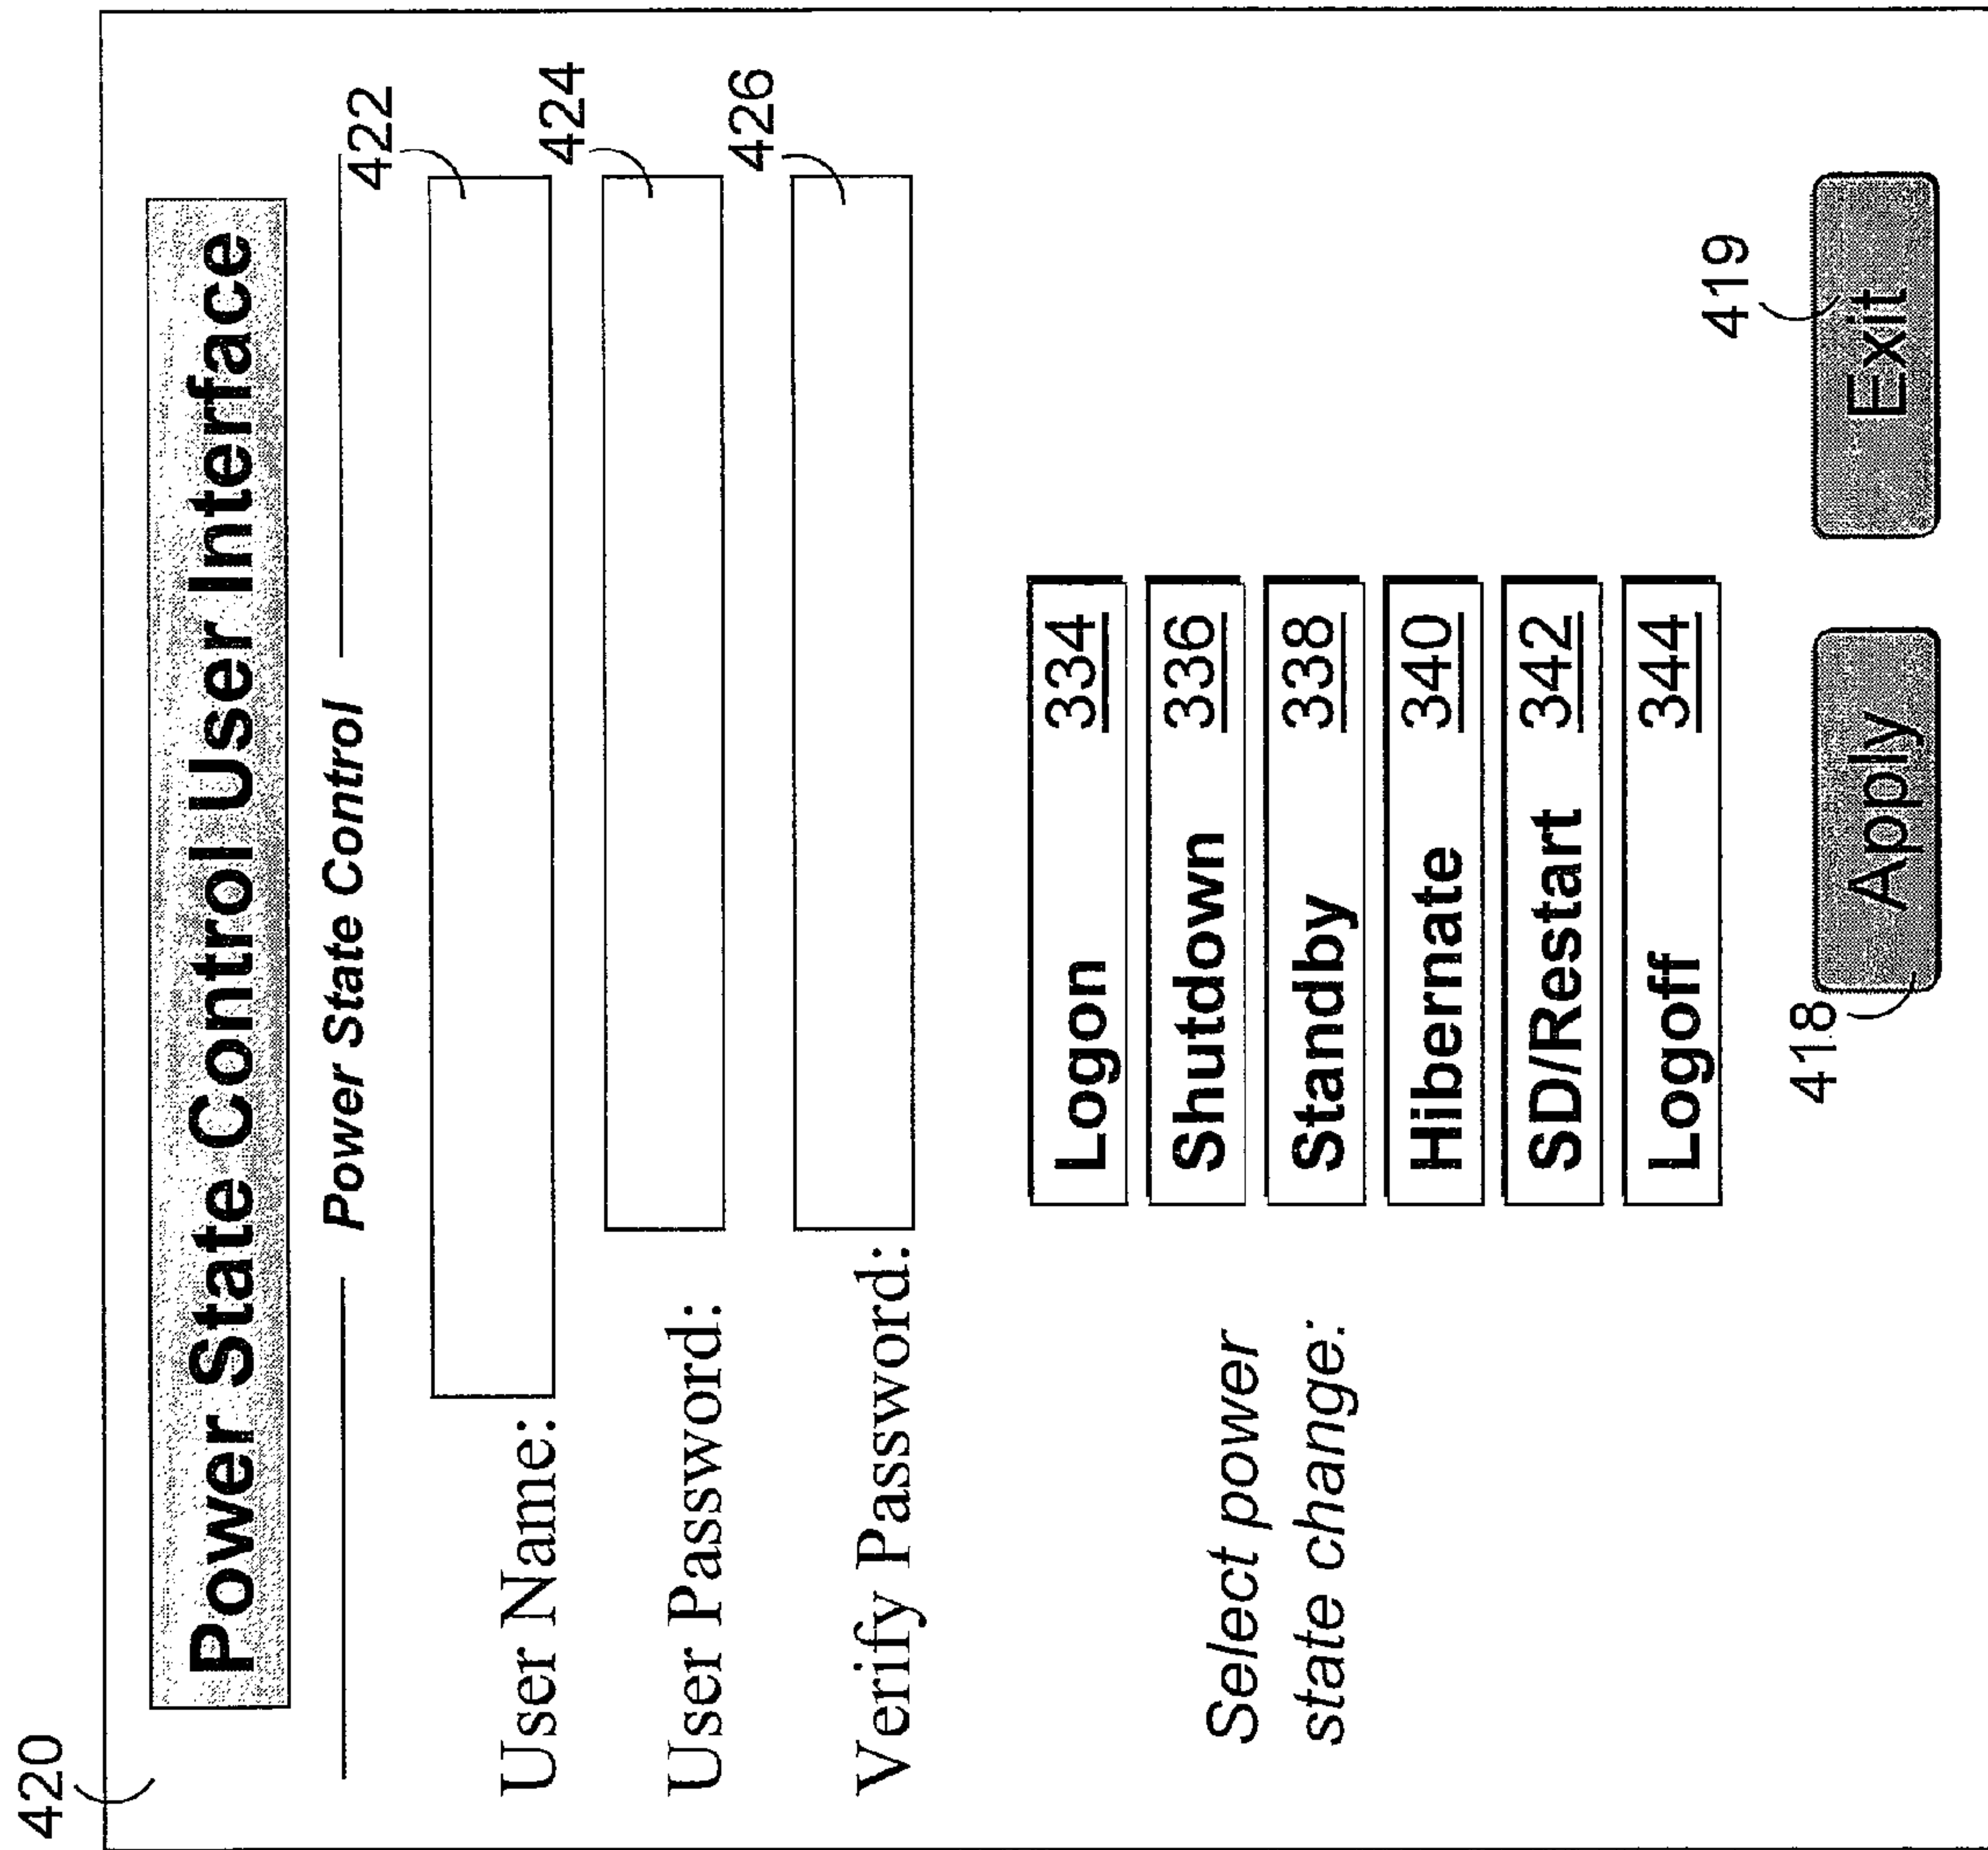 420
Power State Control User Interface
Power State Control
422
User Name:
424
User Password:
426
Verify Password:
Select power
state change:
Logon 334
Shutdown 336
Standby 338
Hibernate 340
SD/Restart 342
Logoff 344
418
Apply
419
Exit